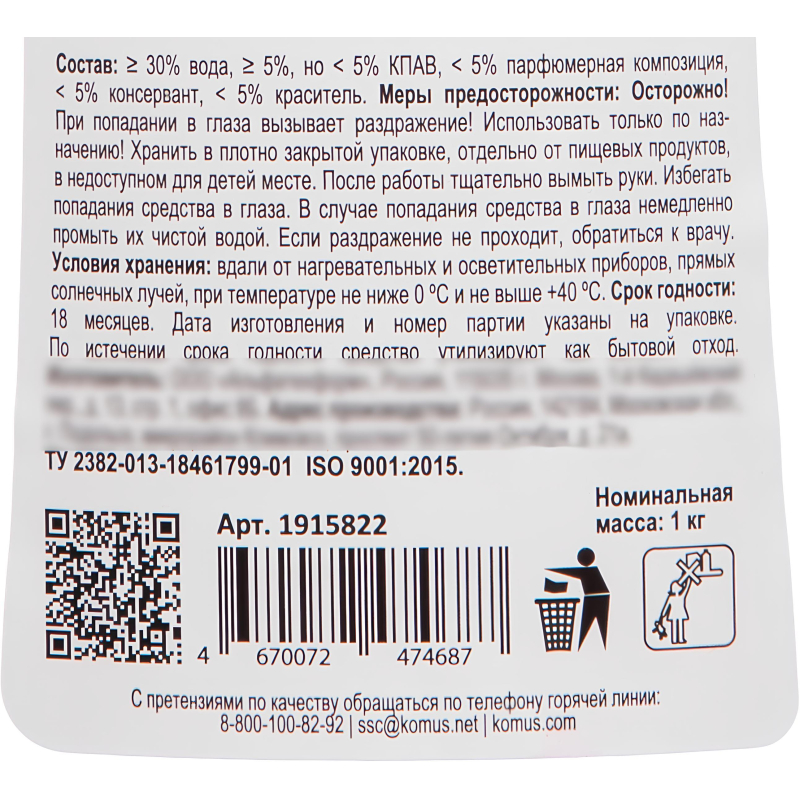 Состав: ≥ 30% вода, ≥ 5%, но < 5% КПАВ, < 5% парфюмерная композиция,
< 5% консервант, < 5% краситель. Меры предосторожности: Осторожно!
При попадании в глаза вызывает раздражение! Использовать только по наз-
начению! Хранить в плотно закрытой упаковке, отдельно от пищевых продуктов,
в недоступном для детей месте. После работы тщательно вымыть руки. Избегать
попадания средства в глаза. В случае попадания средства в глаза немедленно
промыть их чистой водой. Если раздражение не проходит, обратиться к врачу.
Условия хранения: вдали от нагревательных и осветительных приборов, прямых
солнечных лучей, при температуре не ниже 0 ºС и не выше +40 ºС. Срок годности:
18 месяцев. Дата изготовления и номер партии указаны на упаковке.
По истечении срока годности средство утилизируют как бытовой отход.
ТУ 2382-013-18461799-01 ISO 9001:2015.
Арт. 1915822
Номинальная
масса: 1 кг
4 670072 474687
С претензиями по качеству обращаться по телефону горячей линии:
8-800-100-82-92 | ssc@komus.net | komus.com